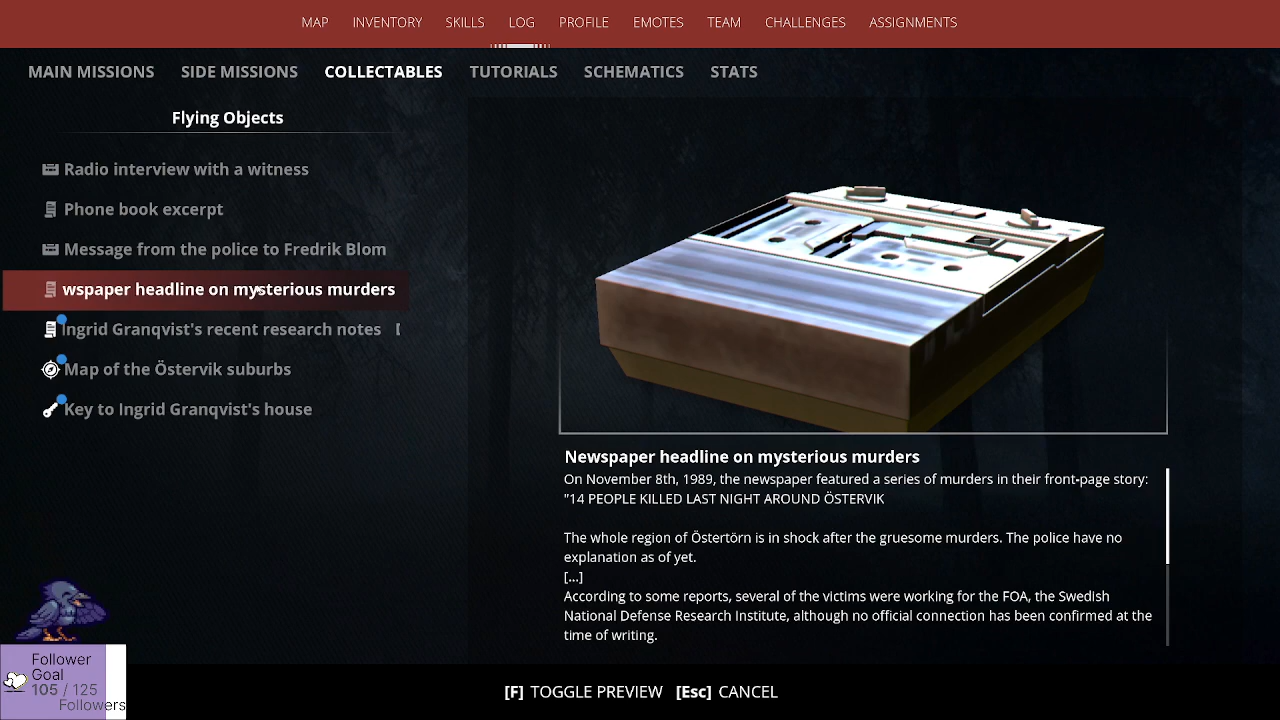 MAP INVENTORY SKILLS LOG PROFILE EMOTES TEAM CHALLENGES ASSIGNMENTS
MAIN MISSIONS SIDE MISSIONS COLLECTABLES TUTORIALS SCHEMATICS STATS
Flying Objects
Radio interview with a witness
Phone book excerpt
Message from the police to Fredrik Blom
wspaper headline on mysterious murders
Ingrid Granqvist's recent research notes
Map of the Östervik suburbs
Key to Ingrid Granqvist's house
Newspaper headline on mysterious murders
On November 8th, 1989, the newspaper featured a series of murders in their front-page story:
"14 PEOPLE KILLED LAST NIGHT AROUND ÖSTERVIK
The whole region of Östertörn is in shock after the gruesome murders. The police have no
explanation as of yet.
[...]
According to some reports, several of the victims were working for the FOA, the Swedish
National Defense Research Institute, although no official connection has been confirmed at the
time of writing.
Follower
Goal
105 / 125
Followers
[F] TOGGLE PREVIEW [Esc] CANCEL